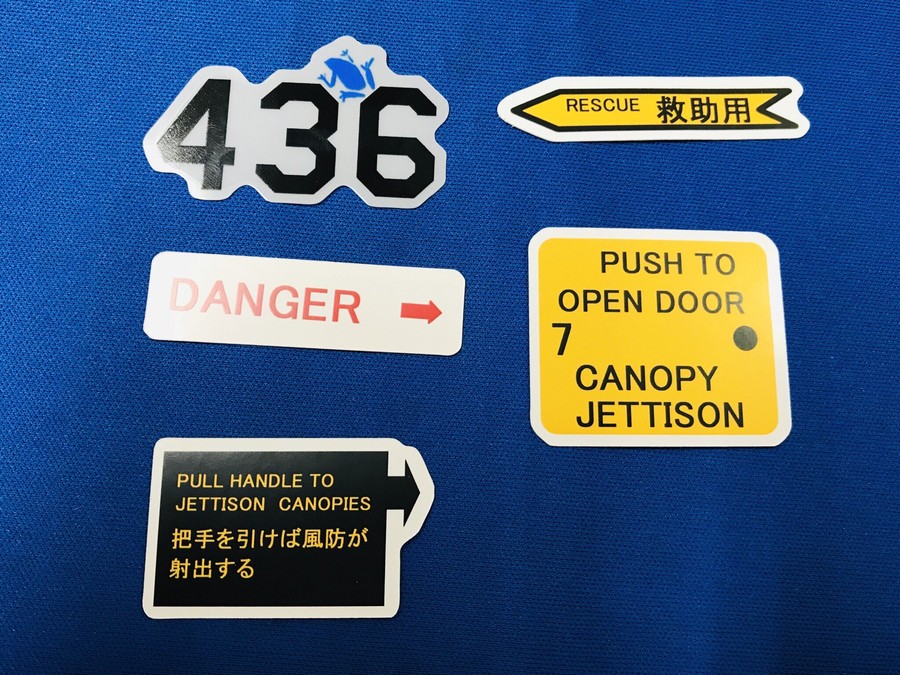 436
RESCUE 救助用
DANGER
PUSH TO
OPEN DOOR
7
CANOPY
JETTISON
PULL HANDLE TO
JETTISON CANOPIES
把手を引けば風防が
射出する